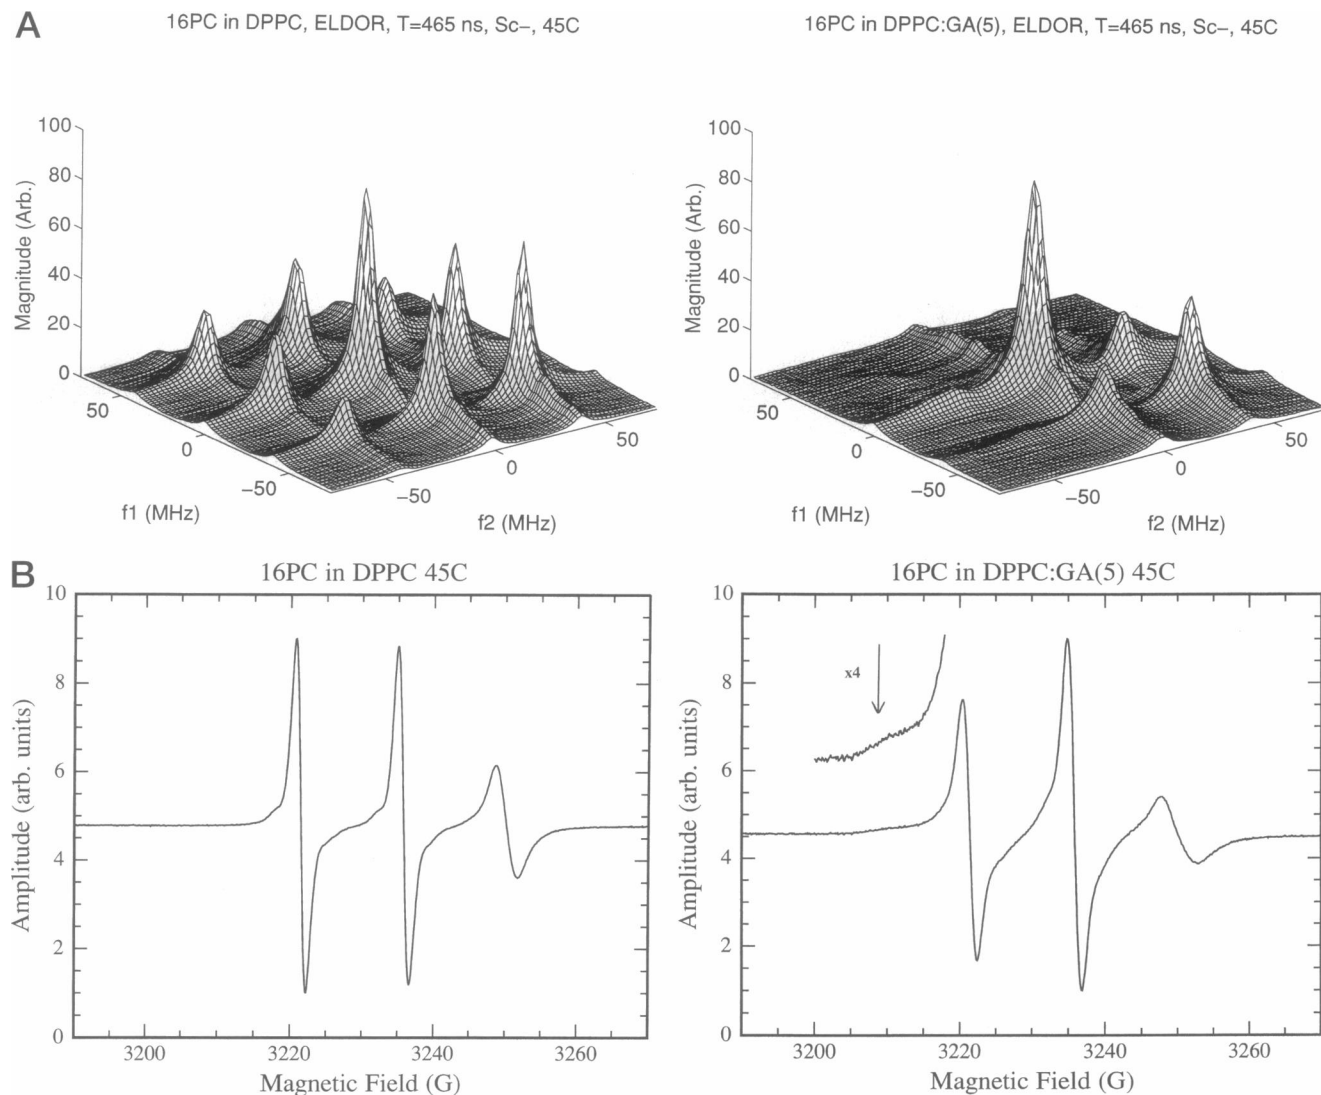 A
16PC in DPPC, ELDOR, T=465 ns, Sc−, 45C
16PC in DPPC:GA(5), ELDOR, T=465 ns, Sc−, 45C
100
80
60
40
20
0
Magnitude (Arb.)
50
0
−50
f1 (MHz)
−50
0
50
f2 (MHz)
100
80
60
40
20
0
Magnitude (Arb.)
50
0
−50
f1 (MHz)
−50
0
50
f2 (MHz)
B
16PC in DPPC 45C
10
8
6
4
2
0
Amplitude (arb. units)
3200
3220
3240
3260
Magnetic Field (G)
16PC in DPPC:GA(5) 45C
10
8
6
4
2
0
Amplitude (arb. units)
x4
3200
3220
3240
3260
Magnetic Field (G)